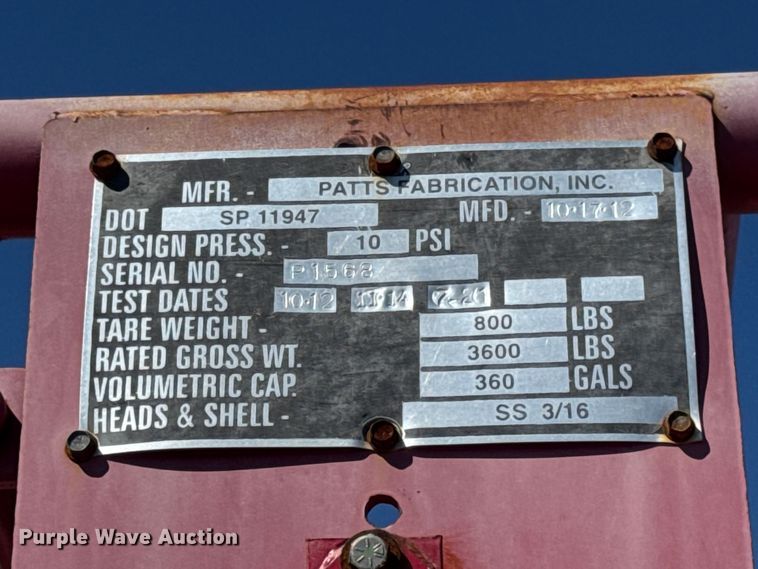 MFR. - PATTS FABRICATION, INC.
DOT SP 11947 MFD. - 10-17-12
DESIGN PRESS. - 10 PSI
SERIAL NO. - P1568
TEST DATES 10-12 11-14
TARE WEIGHT - 800 LBS
RATED GROSS WT. 3600 LBS
VOLUMETRIC CAP. 360 GALS
HEADS & SHELL - SS 3/16
Purple Wave Auction